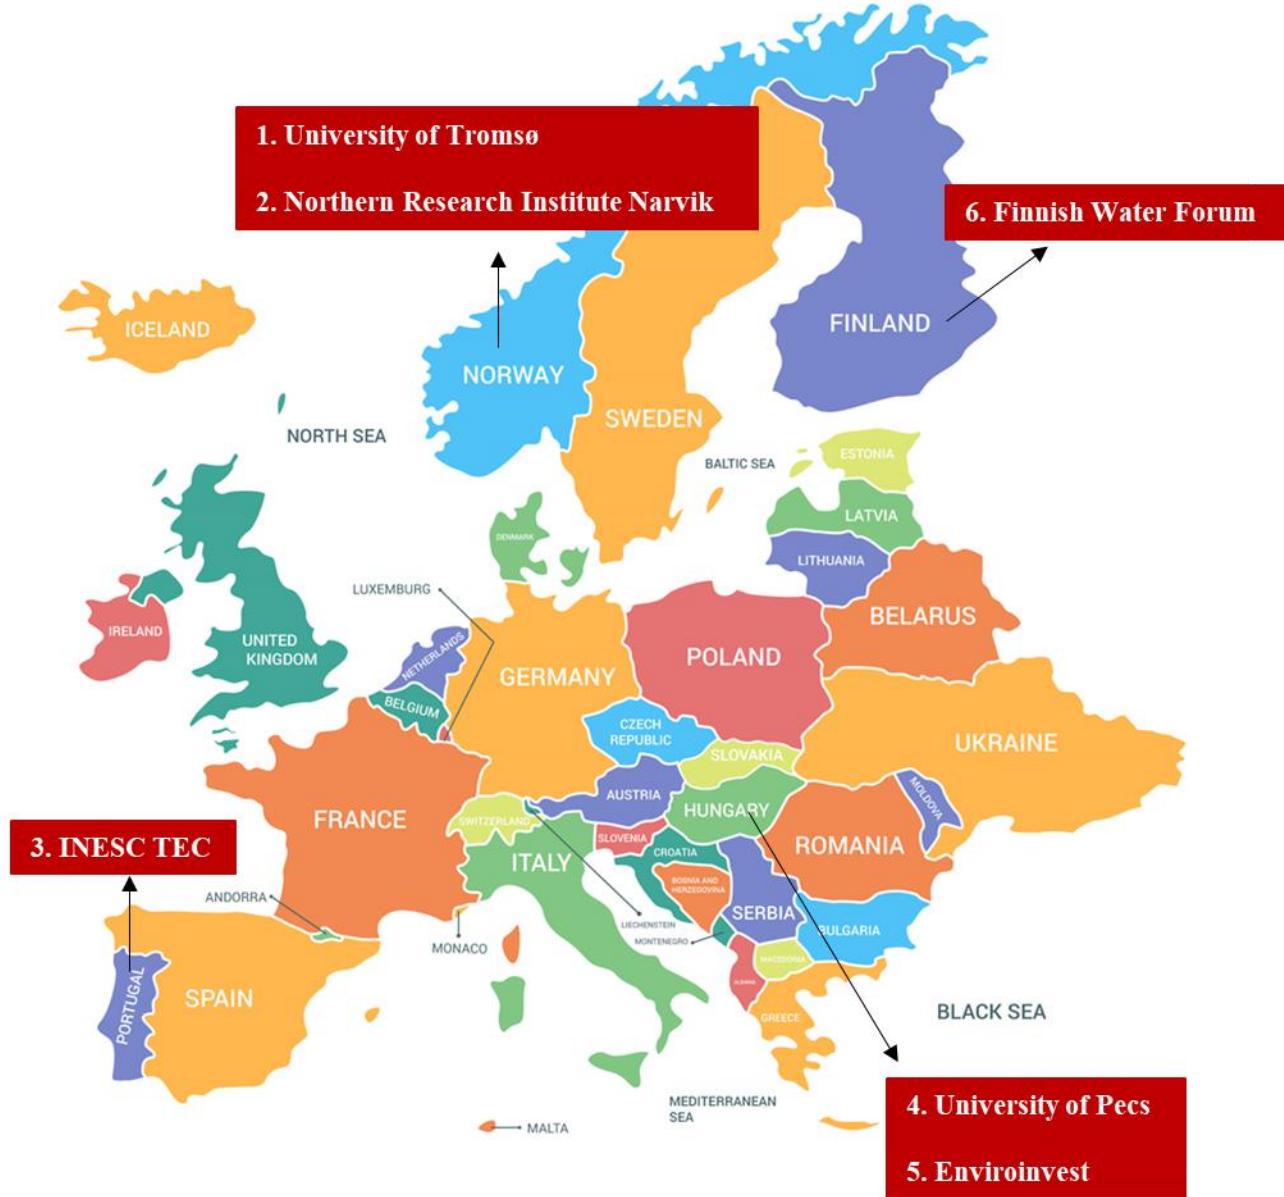 1. University of Tromsø
2. Northern Research Institute Narvik
6. Finnish Water Forum
ICELAND
FINLAND
NORWAY
SWEDEN
NORTH SEA
BALTIC SEA
ESTONIA
LATVIA
DENMARK
LITHUANIA
LUXEMBURG
BELARUS
IRELAND
UNITED
KINGDOM
NETHERLANDS
POLAND
GERMANY
BELGIUM
CZECH
REPUBLIC
UKRAINE
SLOVAKIA
AUSTRIA
MOLDOVA
HUNGARY
FRANCE
SWITZERLAND
SLOVENIA
ROMANIA
3. INESC TEC
CROATIA
ITALY
BOSNIA AND
HERZEGOVINA
ANDORRA
SERBIA
LIECHENSTEIN
BULGARIA
MONACO
MONTENEGRO
MACEDONIA
ALBANIA
PORTUGAL
SPAIN
GREECE
BLACK SEA
MEDITERRANEAN
SEA
MALTA
4. University of Pecs
5. Enviroinvest